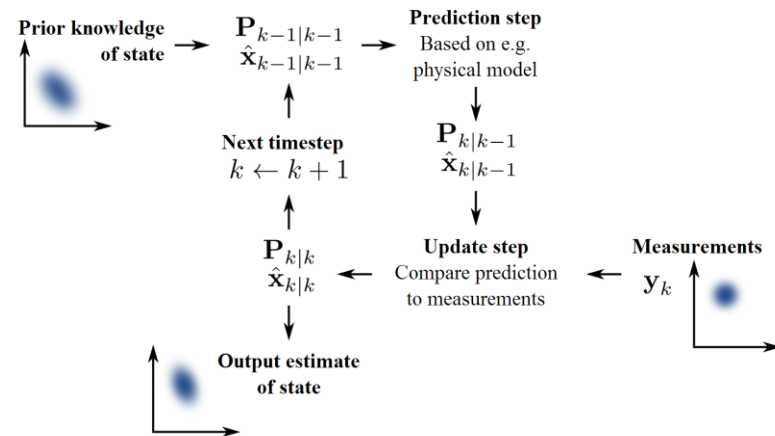 Prior knowledge
of state
P_{k−1|k−1}
x̂_{k−1|k−1}
Prediction step
Based on e.g.
physical model
P_{k|k−1}
x̂_{k|k−1}
Next timestep
k ← k + 1
P_{k|k}
x̂_{k|k}
Update step
Compare prediction
to measurements
Measurements
y_k
Output estimate
of state